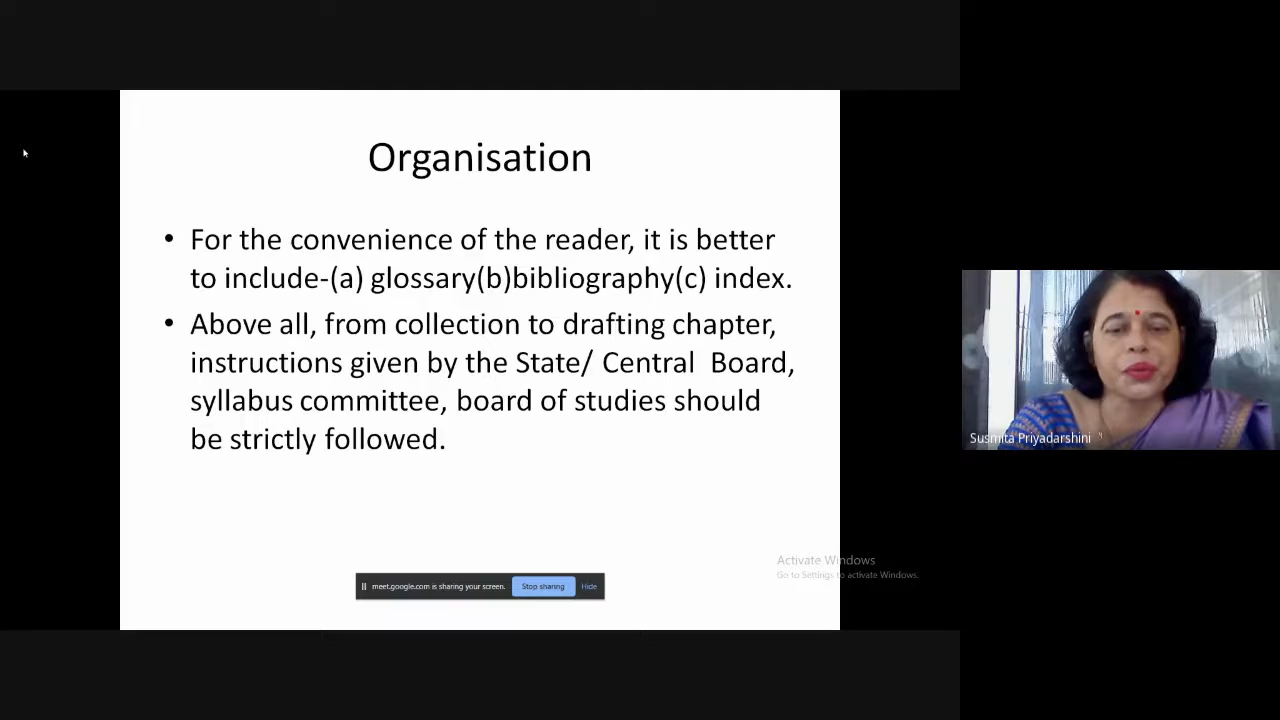 Organisation
• For the convenience of the reader, it is better
to include-(a) glossary(b)bibliography(c) index.
• Above all, from collection to drafting chapter,
instructions given by the State/ Central  Board,
syllabus committee, board of studies should
be strictly followed.
Susmita Priyadarshini
Activate Windows
Go to Settings to activate Windows.
meet.google.com is sharing your screen. Stop sharing Hide